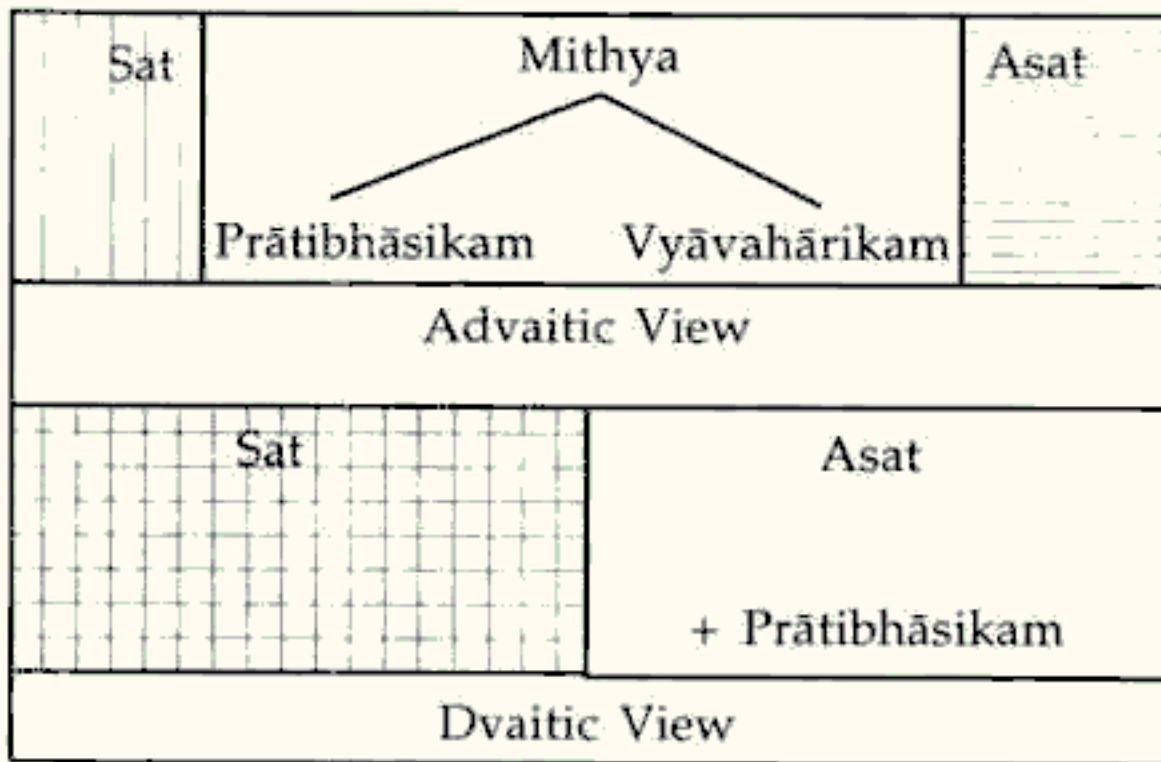 Sat Mithya Asat
Prātibhāsikam Vyāvahārikam
Advaitic View
Sat Asat
+ Prātibhāsikam
Dvaitic View